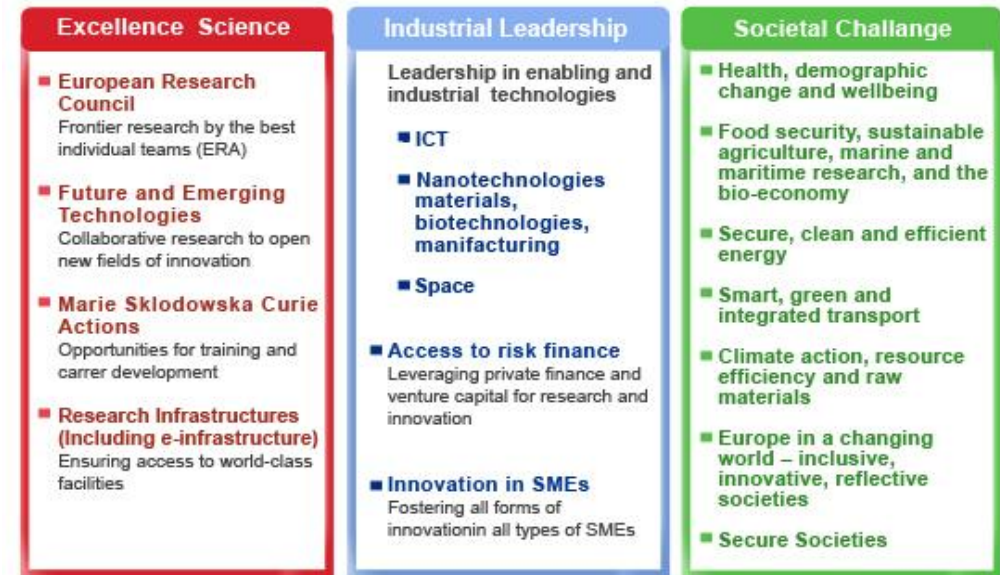 Excellence Science
European Research
Council
Frontier research by the best
individual teams (ERA)
Future and Emerging
Technologies
Collaborative research to open
new fields of innovation
Marie Sklodowska Curie
Actions
Opportunities for training and
carrer development
Research Infrastructures
(Including e-infrastructure)
Ensuring access to world-class
facilities
Industrial Leadership
Leadership in enabling and
industrial technologies
ICT
Nanotechnologies
materials,
biotechnologies,
manifacturing
Space
Access to risk finance
Leveraging private finance and
venture capital for research and
innovation
Innovation in SMEs
Fostering all forms of
innovationin all types of SMEs
Societal Challange
Health, demographic
change and wellbeing
Food security, sustainable
agriculture, marine and
maritime research, and the
bio-economy
Secure, clean and efficient
energy
Smart, green and
integrated transport
Climate action, resource
efficiency and raw
materials
Europe in a changing
world – inclusive,
innovative, reflective
societies
Secure Societies